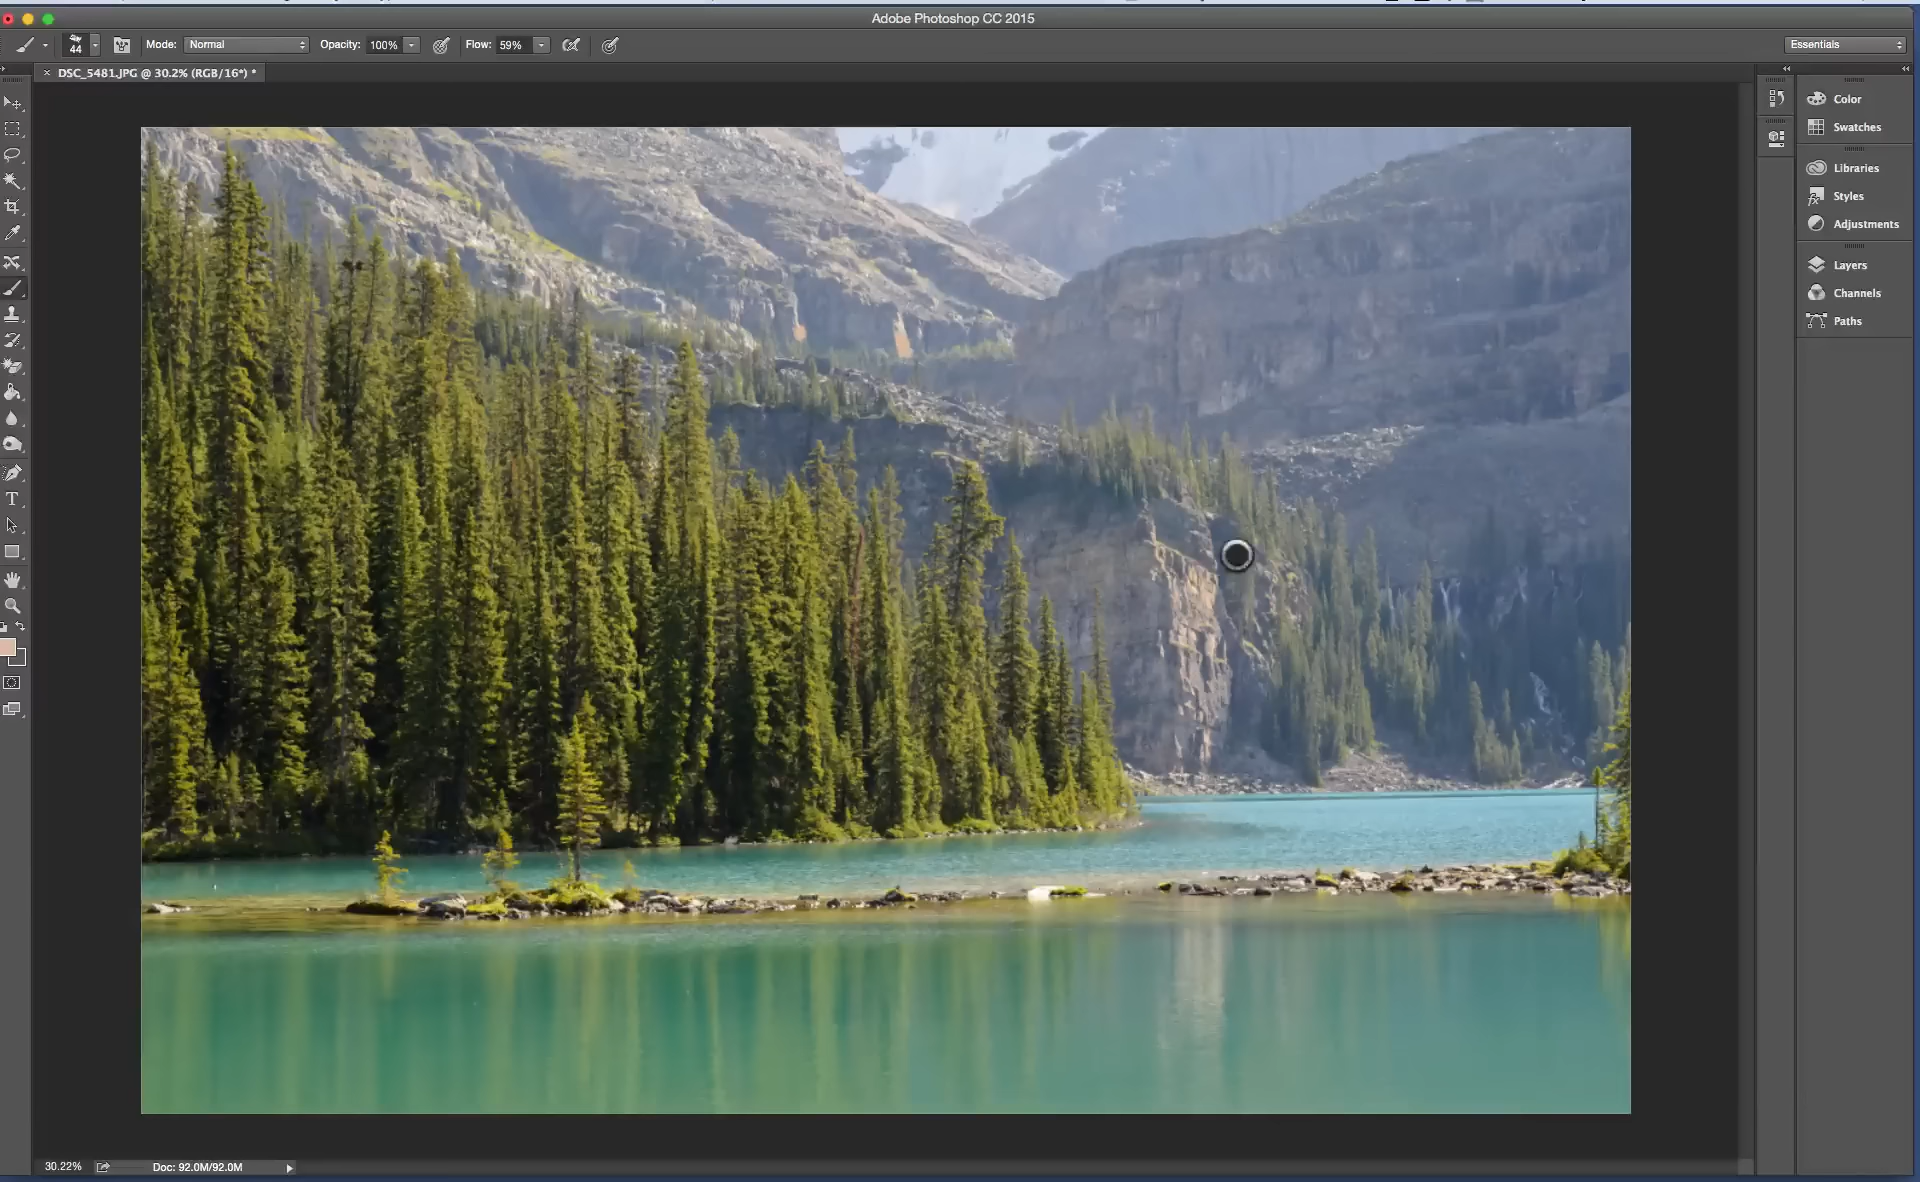 Adobe Photoshop CC 2015
44 Mode: Normal Opacity: 100% Flow: 59% Essentials
× DSC_5481.JPG @ 30.2% (RGB/16*) *
Color
Swatches
Libraries
Styles
Adjustments
Layers
Channels
Paths
30.22% Doc: 92.0M/92.0M